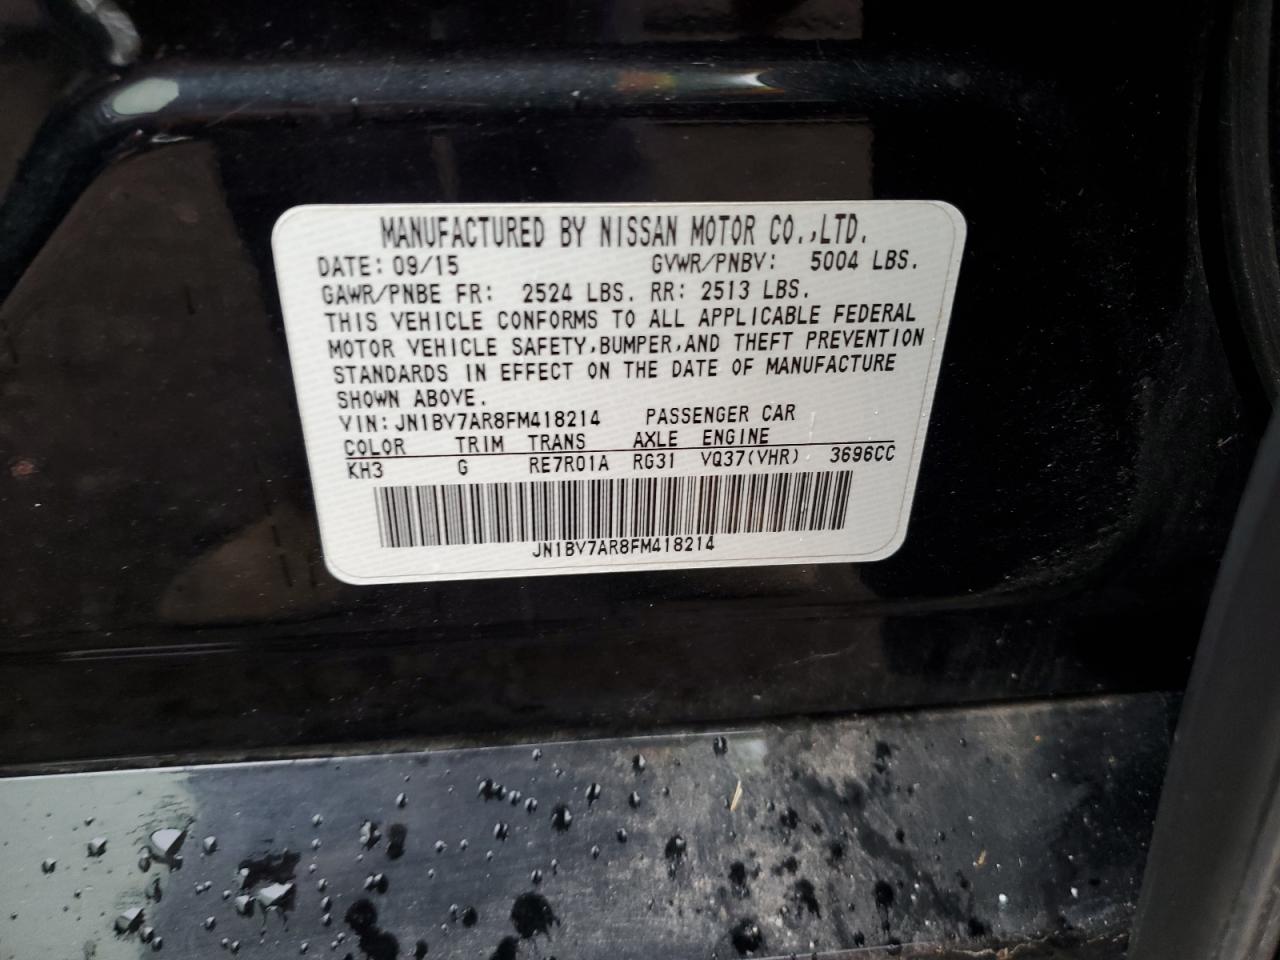 MANUFACTURED BY NISSAN MOTOR CO.,LTD.
DATE: 09/15 GVWR/PNBV: 5004 LBS.
GAWR/PNBE FR: 2524 LBS. RR: 2513 LBS.
THIS VEHICLE CONFORMS TO ALL APPLICABLE FEDERAL
MOTOR VEHICLE SAFETY,BUMPER,AND THEFT PREVENTION
STANDARDS IN EFFECT ON THE DATE OF MANUFACTURE
SHOWN ABOVE.
VIN: JN1BV7AR8FM418214 PASSENGER CAR
COLOR TRIM TRANS AXLE ENGINE
KH3 G RE7R01A RG31 VQ37(VHR) 3696CC
JN1BV7AR8FM418214